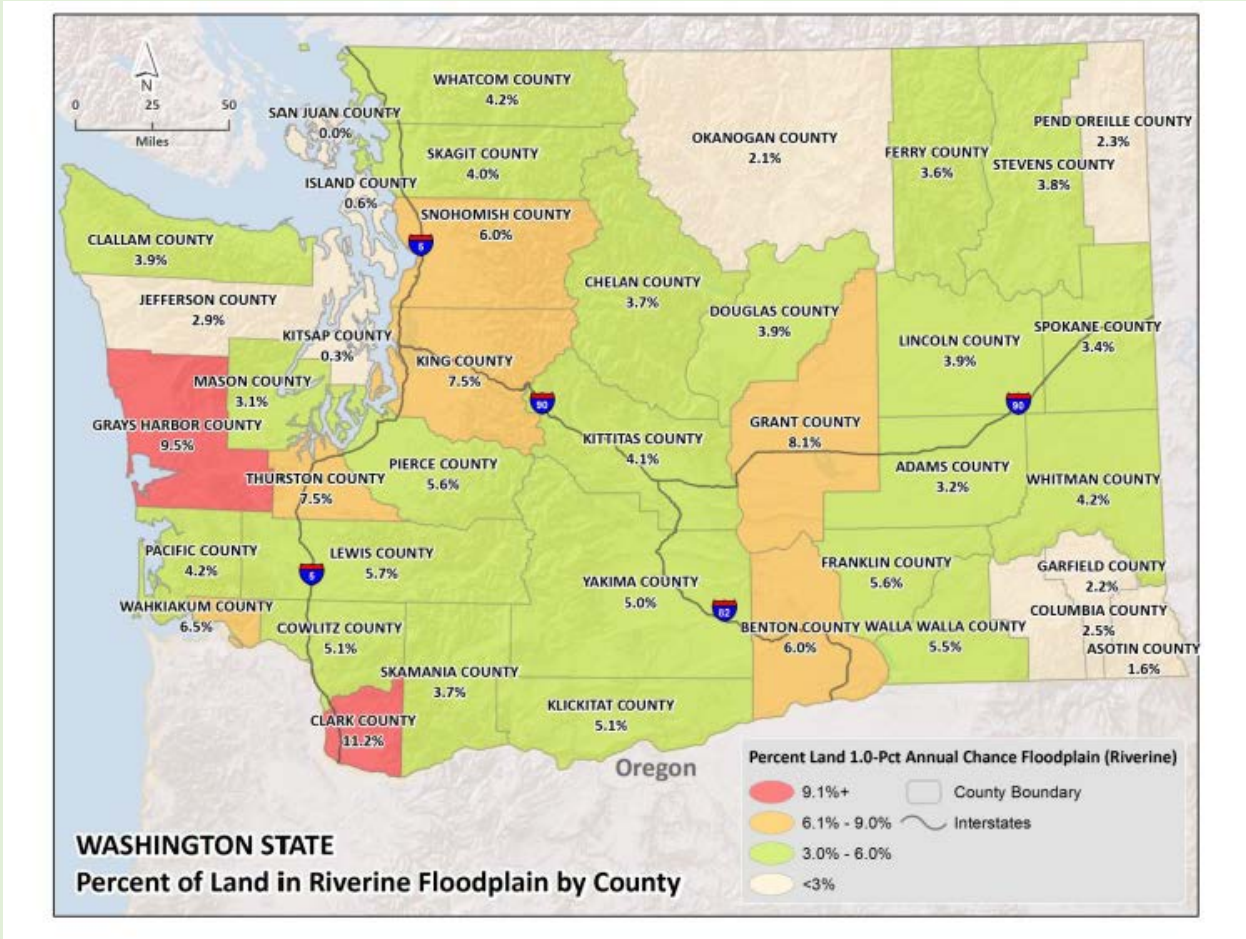 N
0 25 50
Miles
WHATCOM COUNTY
4.2%
SAN JUAN COUNTY
0.0%
SKAGIT COUNTY
4.0%
ISLAND COUNTY
0.6%
SNOHOMISH COUNTY
6.0%
5
OKANOGAN COUNTY
2.1%
FERRY COUNTY
3.6%
STEVENS COUNTY
3.8%
PEND OREILLE COUNTY
2.3%
CLALLAM COUNTY
3.9%
JEFFERSON COUNTY
2.9%
KITSAP COUNTY
0.3%
KING COUNTY
7.5%
90
CHELAN COUNTY
3.7%
DOUGLAS COUNTY
3.9%
LINCOLN COUNTY
3.9%
90
SPOKANE COUNTY
3.4%
MASON COUNTY
3.1%
GRAYS HARBOR COUNTY
9.5%
THURSTON COUNTY
7.5%
PIERCE COUNTY
5.6%
KITTITAS COUNTY
4.1%
GRANT COUNTY
8.1%
ADAMS COUNTY
3.2%
WHITMAN COUNTY
4.2%
PACIFIC COUNTY
4.2%
LEWIS COUNTY
5.7%
5
YAKIMA COUNTY
5.0%
82
FRANKLIN COUNTY
5.6%
GARFIELD COUNTY
2.2%
WAHKIAKUM COUNTY
6.5%
COWLITZ COUNTY
5.1%
BENTON COUNTY
6.0%
WALLA WALLA COUNTY
5.5%
COLUMBIA COUNTY
2.5%
ASOTIN COUNTY
1.6%
SKAMANIA COUNTY
3.7%
KLICKITAT COUNTY
5.1%
CLARK COUNTY
11.2%
Oregon
Percent Land 1.0-Pct Annual Chance Floodplain (Riverine)
9.1%+ County Boundary
6.1% - 9.0% Interstates
3.0% - 6.0%
<3%
WASHINGTON STATE
Percent of Land in Riverine Floodplain by County